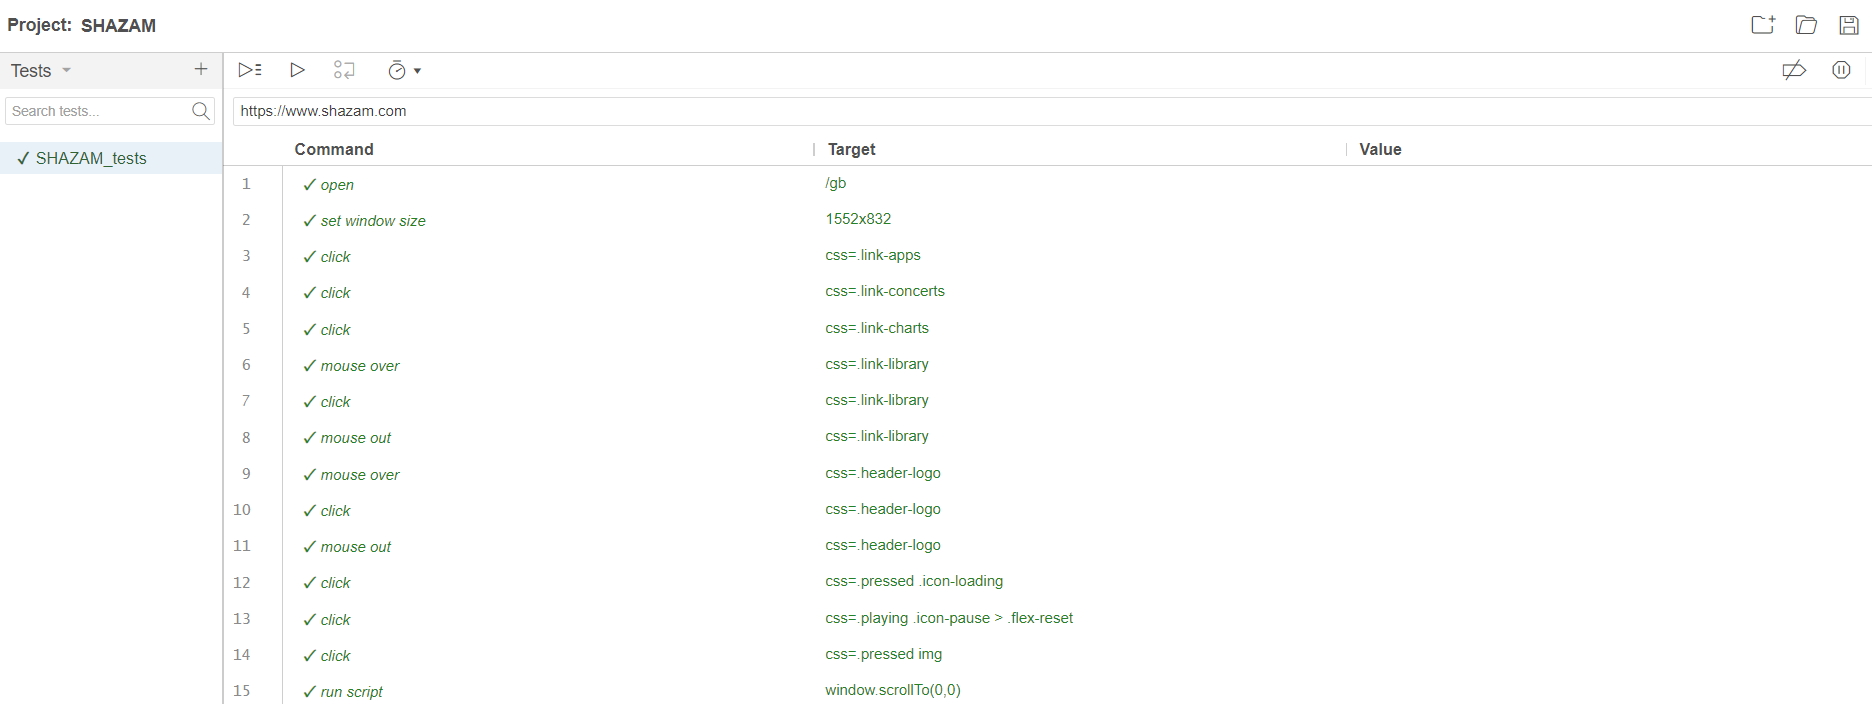 Project: SHAZAM
Tests
Search tests...
SHAZAM_tests
https://www.shazam.com
Command Target Value
1 open /gb
2 set window size 1552x832
3 click css=.link-apps
4 click css=.link-concerts
5 click css=.link-charts
6 mouse over css=.link-library
7 click css=.link-library
8 mouse out css=.link-library
9 mouse over css=.header-logo
10 click css=.header-logo
11 mouse out css=.header-logo
12 click css=.pressed .icon-loading
13 click css=.playing .icon-pause > .flex-reset
14 click css=.pressed img
15 run script window.scrollTo(0,0)